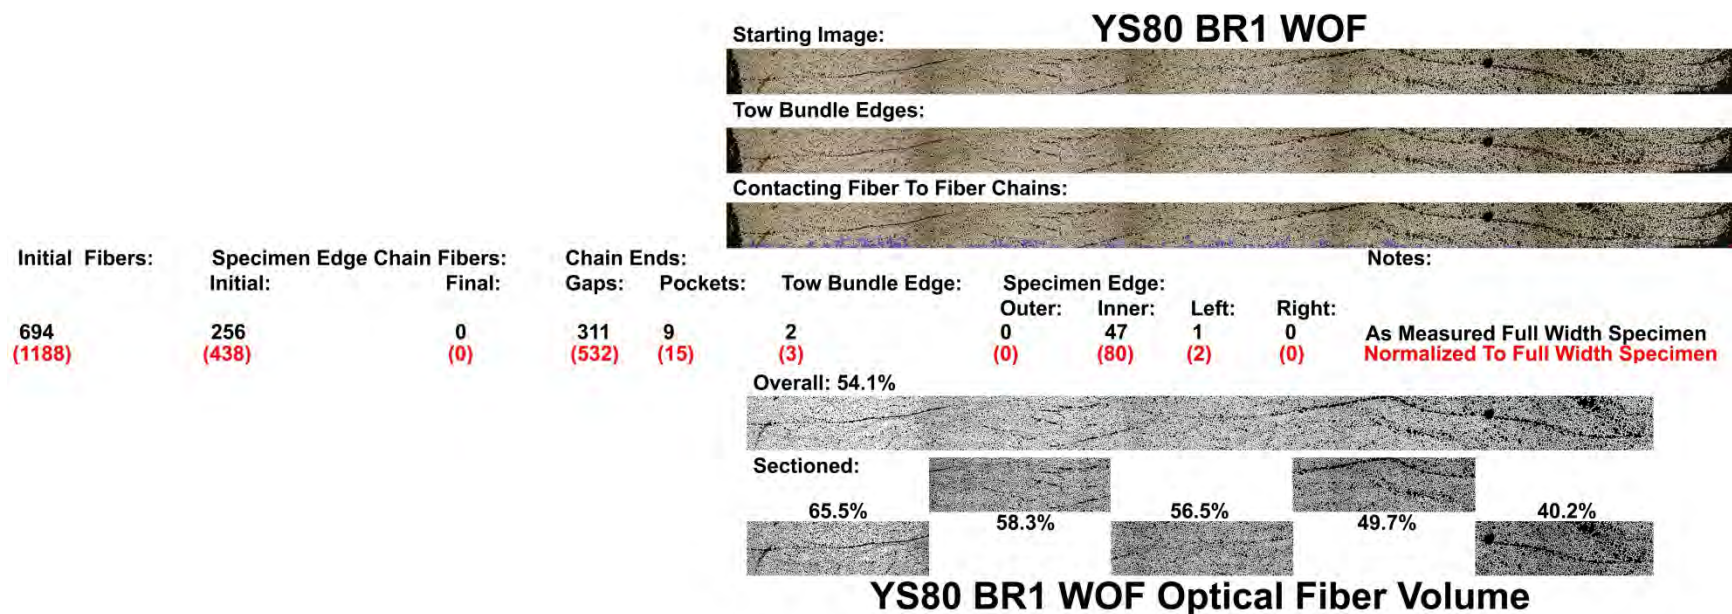 YS80 BR1 WOF
Starting Image:
Tow Bundle Edges:
Contacting Fiber To Fiber Chains:
Initial Fibers: Specimen Edge Chain Fibers: Chain Ends: Notes:
Initial: Final: Gaps: Pockets: Tow Bundle Edge: Specimen Edge:
Outer: Inner: Left: Right:
694 256 0 311 9 2 0 47 1 0 As Measured Full Width Specimen
(1188) (438) (0) (532) (15) (3) (0) (80) (2) (0) Normalized To Full Width Specimen
Overall: 54.1%
Sectioned:
65.5% 58.3% 56.5% 49.7% 40.2%
YS80 BR1 WOF Optical Fiber Volume